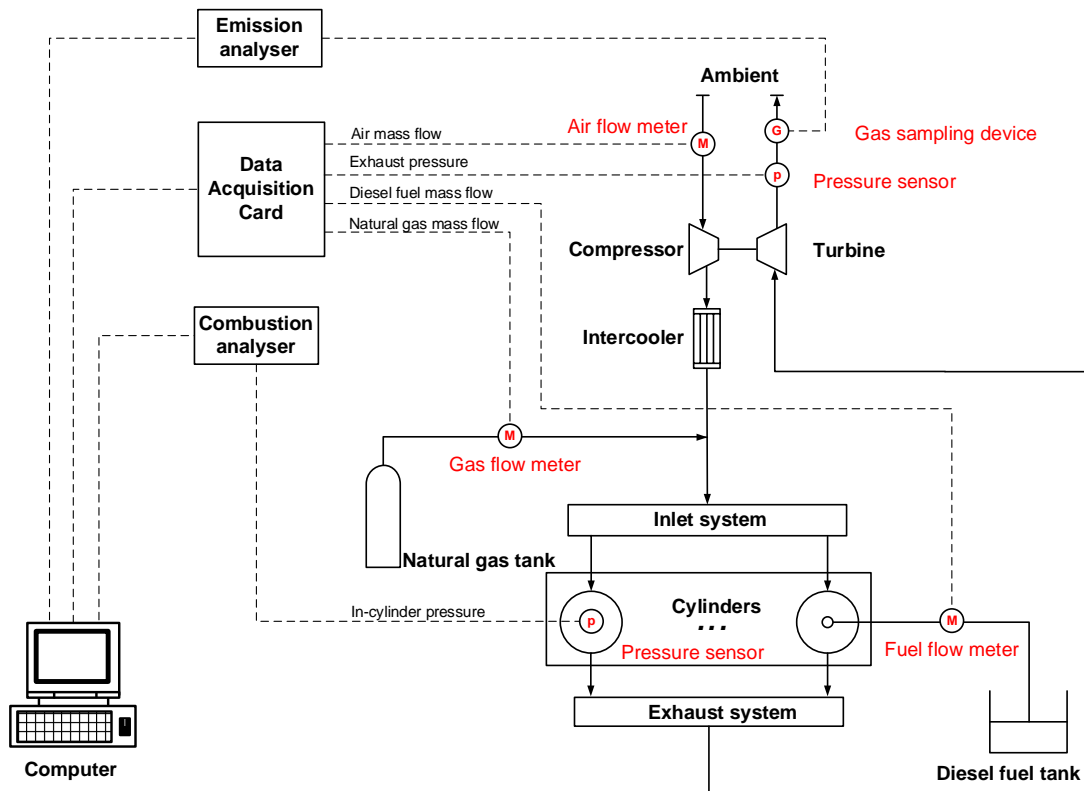 Emission
analyser
Ambient
Air flow meter
M
G
Gas sampling device
Data
Acquisition
Card
Air mass flow
Exhaust pressure
Diesel fuel mass flow
Natural gas mass flow
p
Pressure sensor
Compressor
Turbine
Combustion
analyser
Intercooler
M
Gas flow meter
Inlet system
Natural gas tank
In-cylinder pressure
p
Cylinders
...
Pressure sensor
M
Fuel flow meter
Exhaust system
Computer
Diesel fuel tank